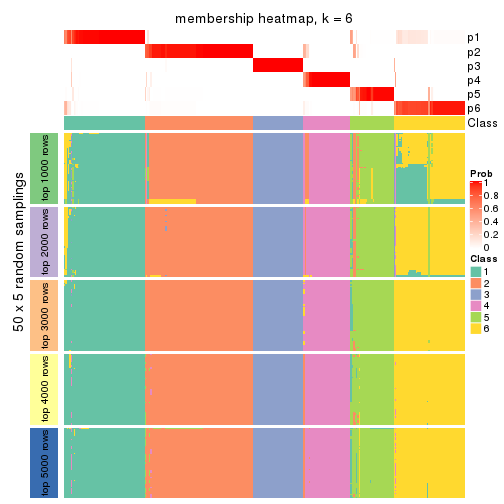 membership heatmap, k = 6
p1
p2
p3
p4
p5
p6
Class
50 x 5 random samplings
top 1000 rows
top 2000 rows
top 3000 rows
top 4000 rows
top 5000 rows
Prob
1
0.8
0.6
0.4
0.2
0
Class
1
2
3
4
5
6